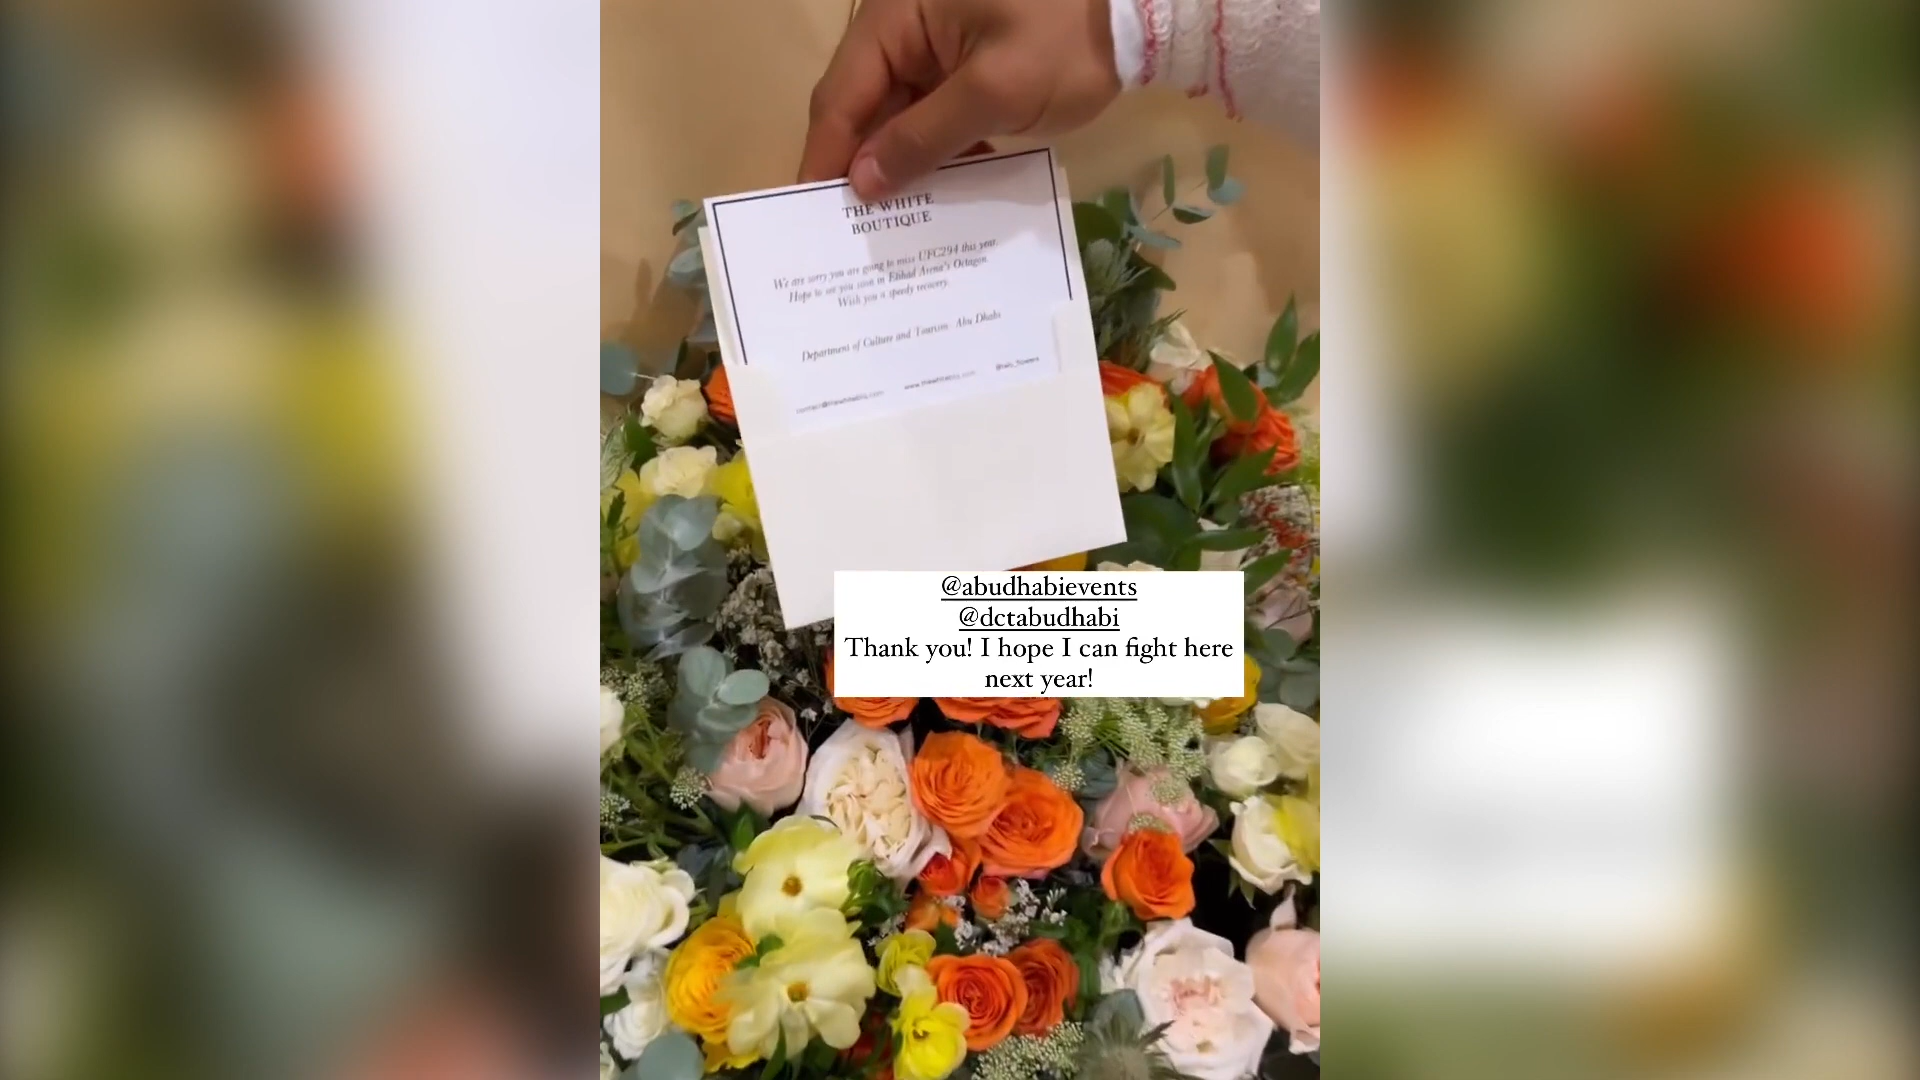 THE WHITE
BOUTIQUE
We are sorry you are going to miss UFC294 this year.
Hope to see you soon in Etihad Arena's Octagon.
Wish you a speedy recovery.
Department of Culture and Tourism - Abu Dhabi
@abudhabievents
@dctabudhabi
Thank you! I hope I can fight here
next year!